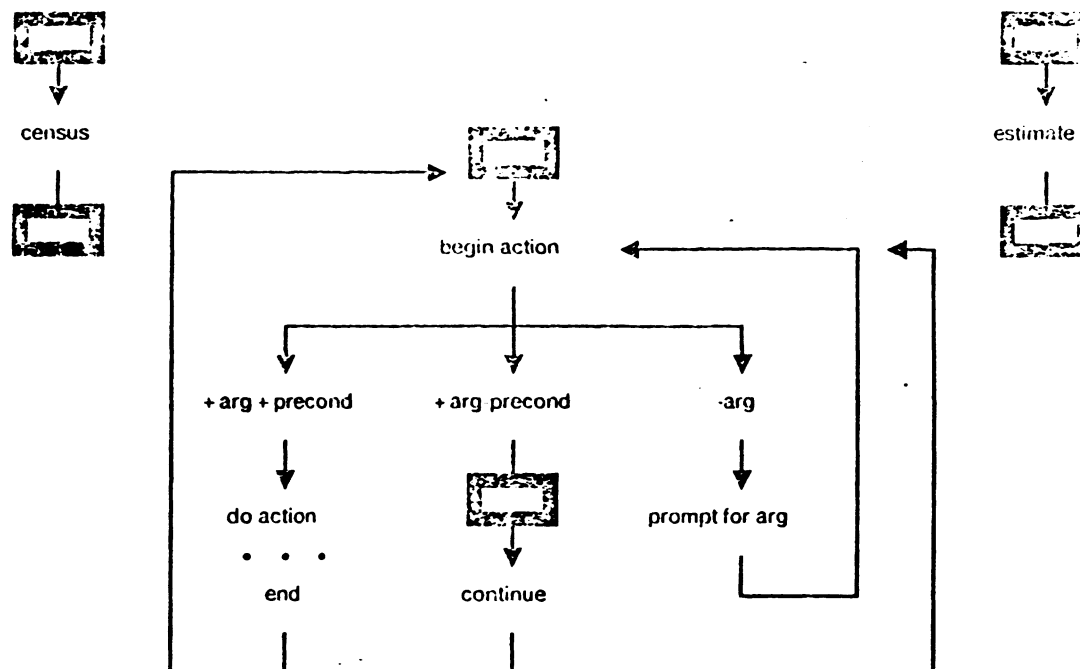 census
estimate
begin action
+ arg + precond
+ arg-precond
-arg
do action
prompt for arg
• • •
end
continue